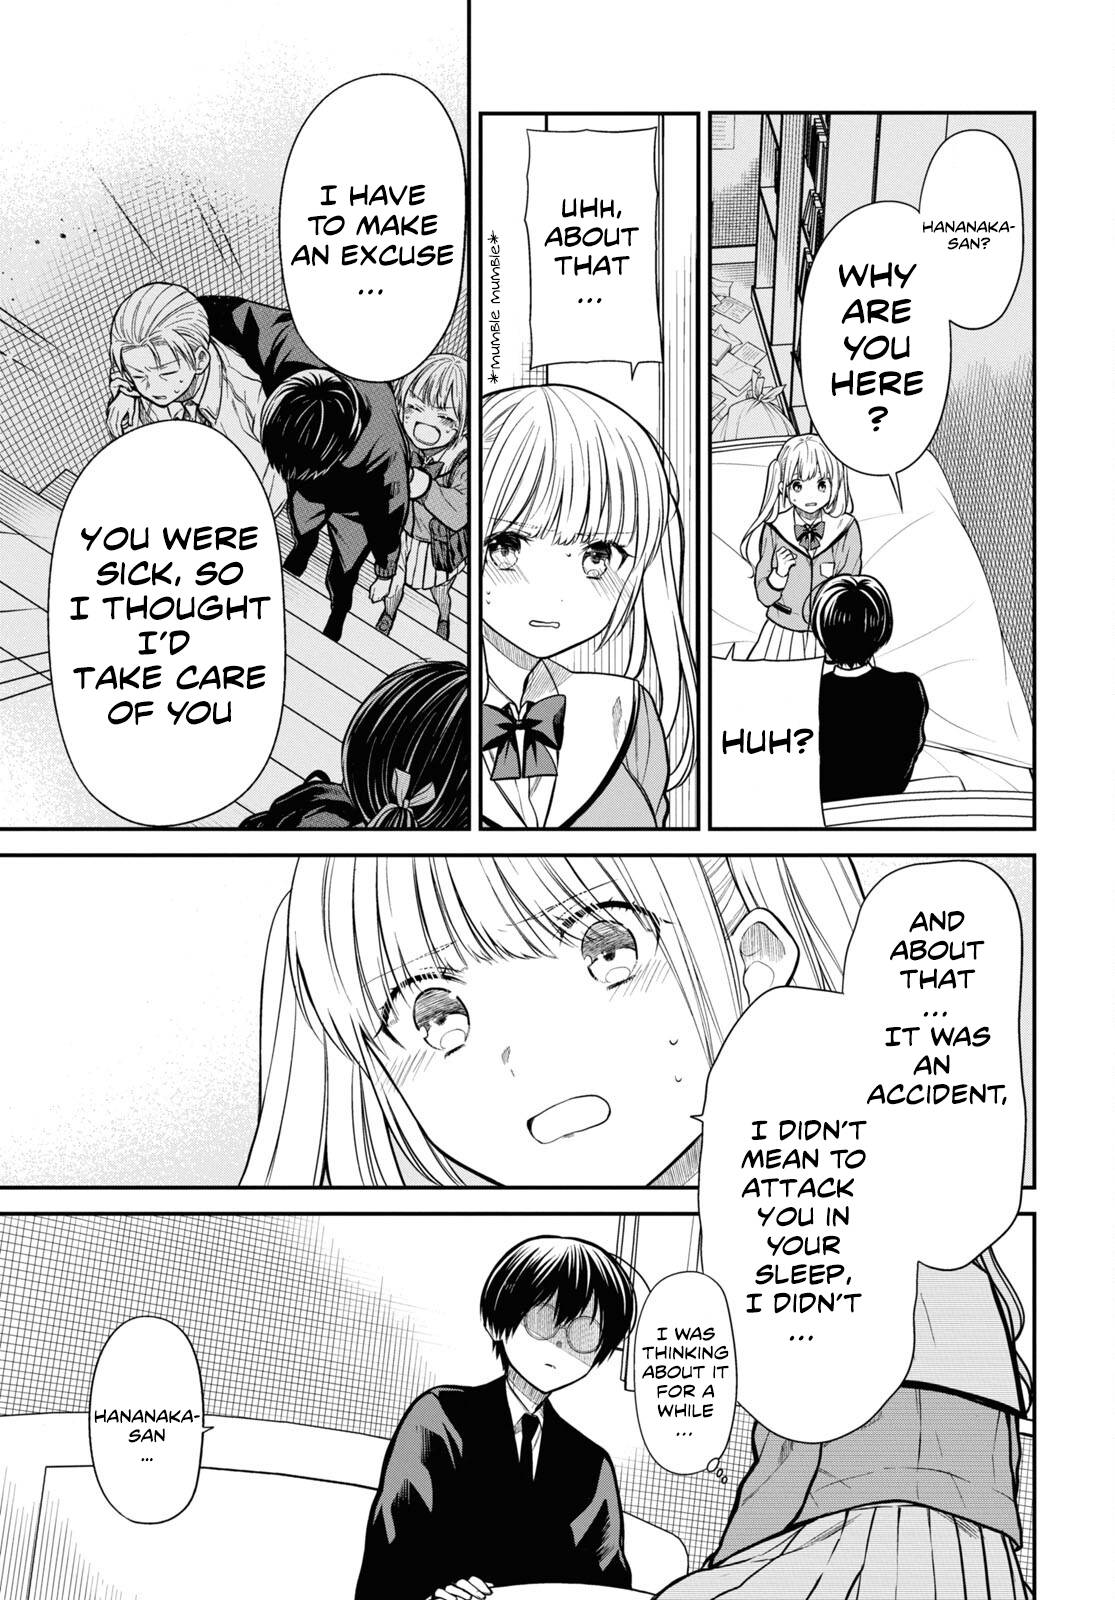 HANANAKA-
SAN?
WHY
ARE
YOU
HERE
?
HUH?
UHH,
ABOUT
THAT
...
*MUMBLE MUMBLE*
I HAVE
TO MAKE
AN EXCUSE
...
YOU WERE
SICK, SO
I THOUGHT
I'D
TAKE CARE
OF YOU
AND
ABOUT
THAT
...
IT WAS
AN
ACCIDENT,
I DIDN'T
MEAN TO
ATTACK
YOU IN
YOUR
SLEEP,
I DIDN'T
...
I WAS
THINKING
ABOUT IT
FOR A
WHILE
...
HANANAKA-
SAN
...